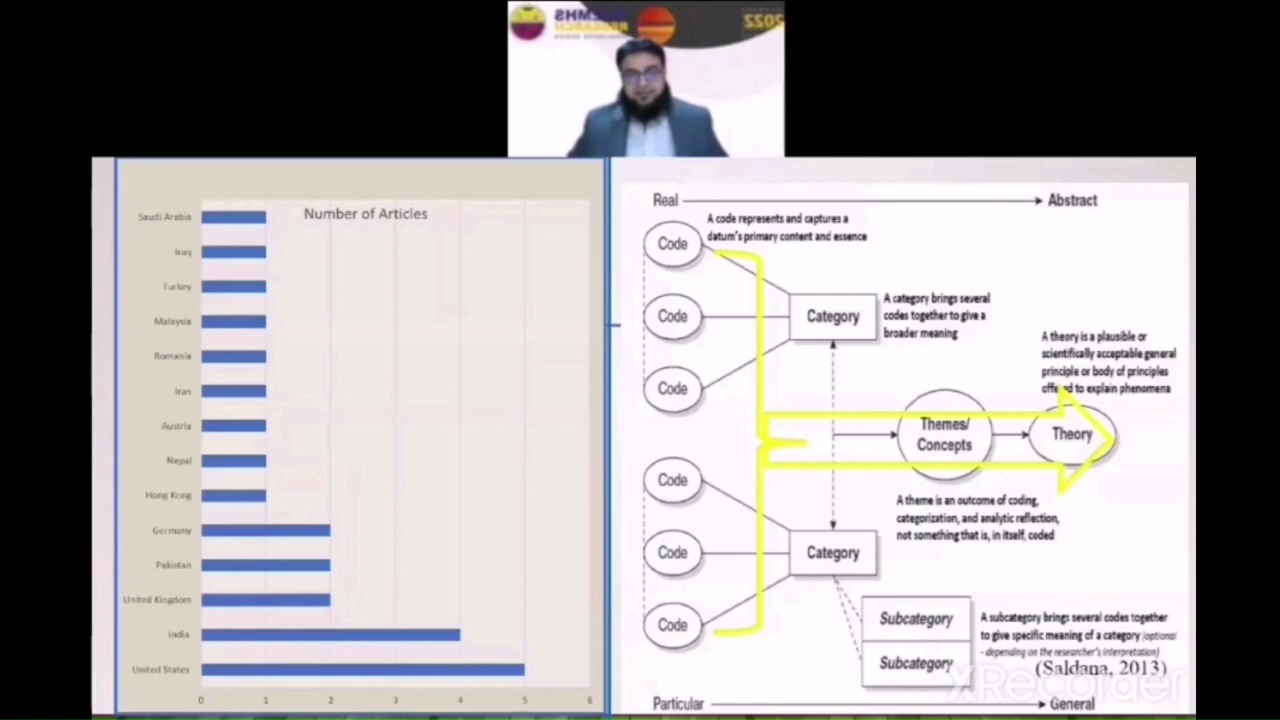 RESEARCH
2022
Number of Articles
Saudi Arabia
Iraq
Turkey
Malaysia
Romania
Iran
Austria
Nepal
Hong Kong
Germany
Pakistan
United Kingdom
India
United States
0 1 2 3 4 5 6
Real
Abstract
A code represents and captures a
datum's primary content and essence
Code
Code
Code
Category
A category brings several
codes together to give a
broader meaning
A theory is a plausible or
scientifically acceptable general
principle or body of principles
offered to explain phenomena
Themes/
Concepts
Theory
A theme is an outcome of coding,
categorization, and analytic reflection,
not something that is, in itself, coded
Code
Code
Code
Category
Subcategory
Subcategory
A subcategory brings several codes together
to give specific meaning of a category (optional
- depending on the researcher's interpretation)
(Saldana, 2013)
XRecorder
Particular
General